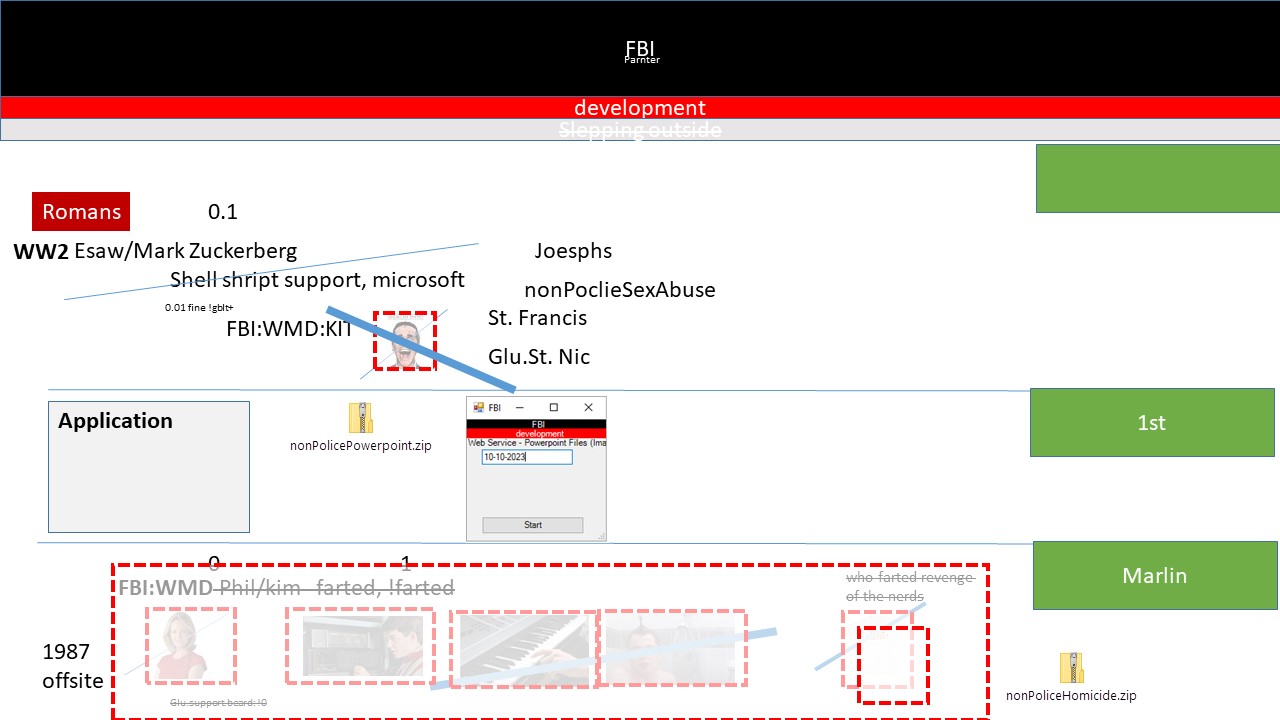 FBI
Parnter
development
Slepping outside
Romans
0.1
WW2 Esaw/Mark Zuckerberg
Joesphs
Shell shript support, microsoft
nonPoclieSexAbuse
0.01 fine !gblt+
St. Francis
FBI:WMD:KIT
Glu.St. Nic
Application
nonPolicePowerpoint.zip
FBI
FBI
development
Web Service - Powerpoint Files (Ima
10-10-2023
Start
1st
0
1
Marlin
FBI:WMD Phil/kim farted, !farted
who farted revenge
of the nerds
1987
offsite
Glu.support.beard: !0
nonPoliceHomicide.zip